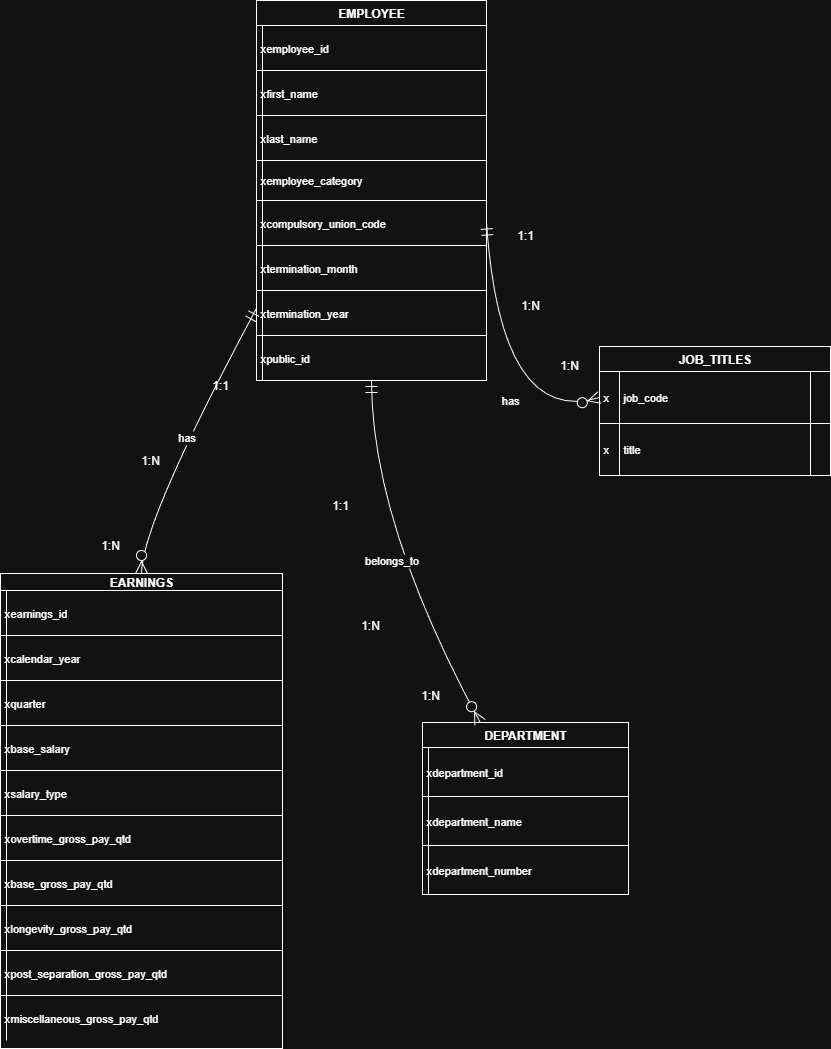 EMPLOYEE
xemployee_id
xfirst_name
xlast_name
xemployee_category
xcompulsory_union_code
xtermination_month
xtermination_year
xpublic_id
1:1
1:N
1:N
has
JOB_TITLES
x job_code
x title
1:1
has
1:N
1:N
1:1
belongs_to
1:N
1:N
EARNINGS
xearnings_id
xcalendar_year
xquarter
xbase_salary
xsalary_type
xovertime_gross_pay_qtd
xbase_gross_pay_qtd
xlongevity_gross_pay_qtd
xpost_separation_gross_pay_qtd
xmiscellaneous_gross_pay_qtd
DEPARTMENT
xdepartment_id
xdepartment_name
xdepartment_number